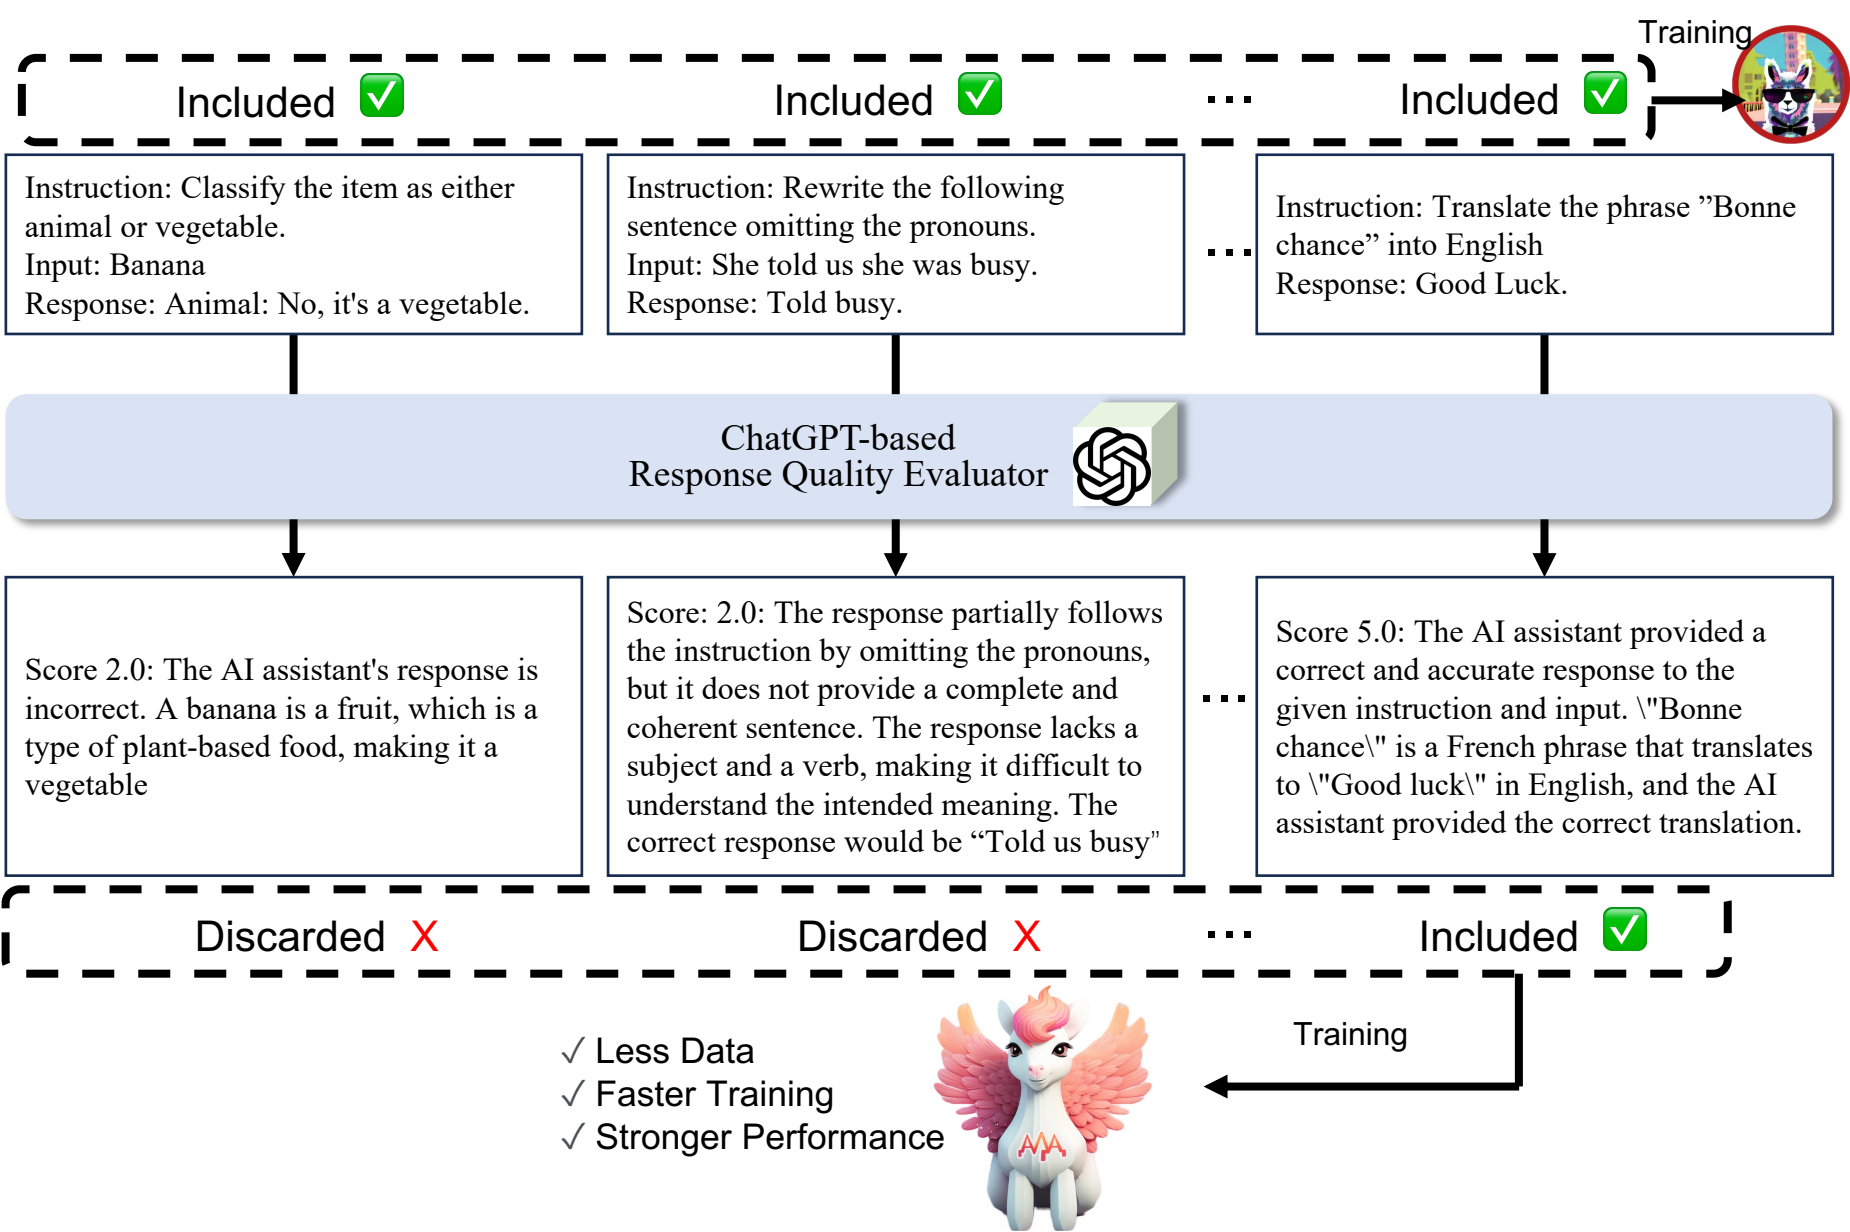 Training
Included ✅ Included ✅ ... Included ✅
Instruction: Classify the item as either
animal or vegetable.
Input: Banana
Response: Animal: No, it's a vegetable.
Instruction: Rewrite the following
sentence omitting the pronouns.
Input: She told us she was busy.
Response: Told busy.
...
Instruction: Translate the phrase ”Bonne
chance” into English
Response: Good Luck.
ChatGPT-based
Response Quality Evaluator
Score 2.0: The AI assistant's response is
incorrect. A banana is a fruit, which is a
type of plant-based food, making it a
vegetable
Score: 2.0: The response partially follows
the instruction by omitting the pronouns,
but it does not provide a complete and
coherent sentence. The response lacks a
subject and a verb, making it difficult to
understand the intended meaning. The
correct response would be “Told us busy”
...
Score 5.0: The AI assistant provided a
correct and accurate response to the
given instruction and input. \"Bonne
chance\" is a French phrase that translates
to \"Good luck\" in English, and the AI
assistant provided the correct translation.
Discarded X Discarded X ... Included ✅
Training
✓ Less Data
✓ Faster Training
✓ Stronger Performance